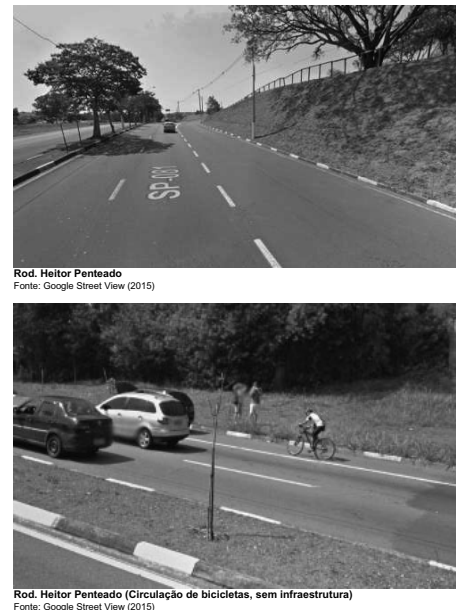 SP-081
Rod. Heitor Penteado
Fonte: Google Street View (2015)
Rod. Heitor Penteado (Circulação de bicicletas, sem infraestrutura)
Fonte: Google Street View (2015)